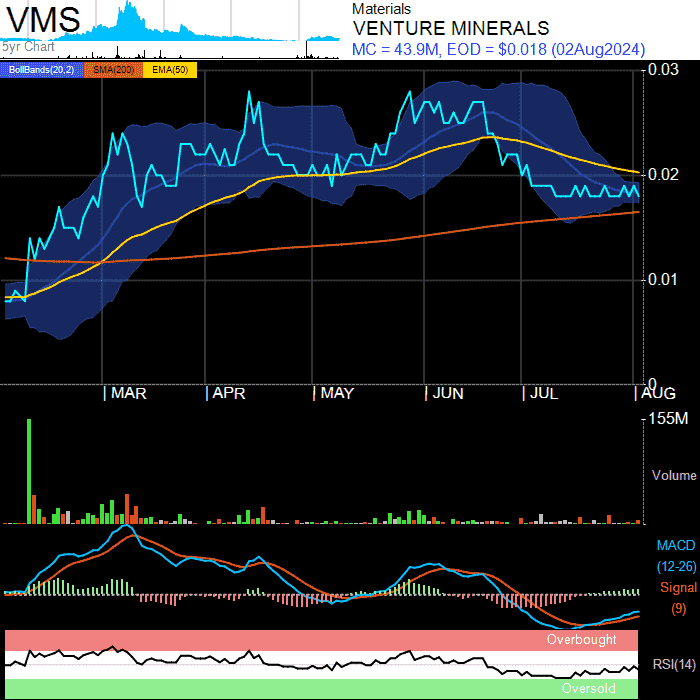 VMS
5yr Chart
Materials
VENTURE MINERALS
MC = 43.9M, EOD = $0.018 (02Aug2024)
BollBands(20,2) SMA(200) EMA(50)
0.03
0.02
0.01
0
MAR APR MAY JUN JUL AUG
155M
Volume
MACD
(12-26)
Signal
(9)
Overbought
RSI(14)
Oversold